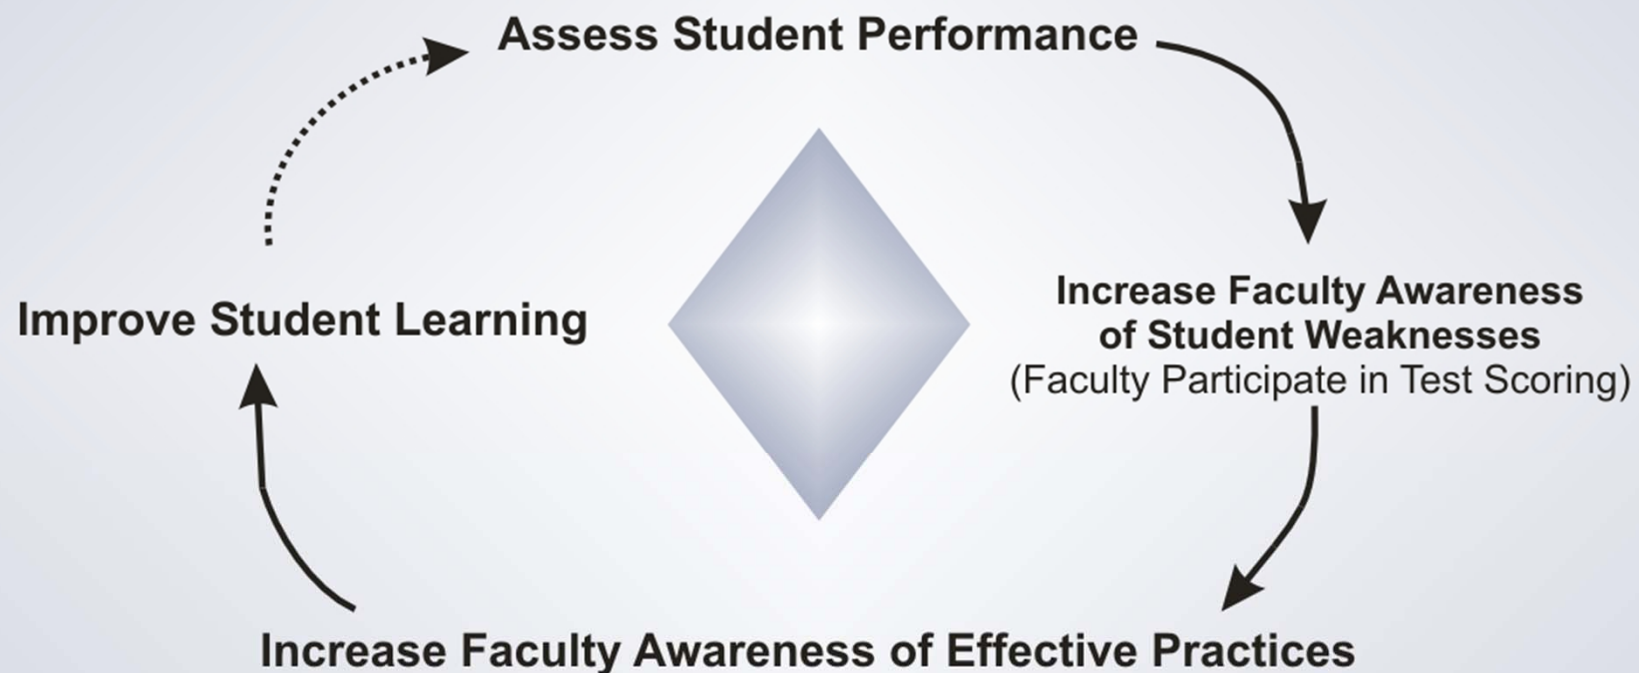 Assess Student Performance
Increase Faculty Awareness
of Student Weaknesses
(Faculty Participate in Test Scoring)
Improve Student Learning
Increase Faculty Awareness of Effective Practices